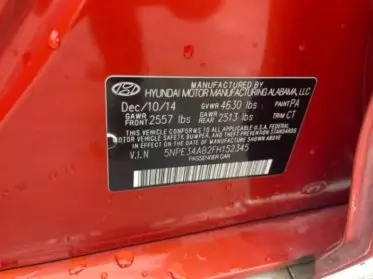 MANUFACTURED BY
HYUNDAI MOTOR MANUFACTURING ALABAMA, LLC
Dec/10/14 GVWR 4630 lbs PAINT PA
GAWR FRONT 2557 lbs GAWR REAR 2513 lbs TRIM CT
THIS VEHICLE CONFORMS TO ALL APPLICABLE U.S. FEDERAL
MOTOR VEHICLE SAFETY, BUMPER, AND THEFT PREVENTION STANDARDS
IN EFFECT ON THE DATE OF MANUFACTURE SHOWN ABOVE.
V.I.N 5NPE34AB2FH152345
PASSENGER CAR